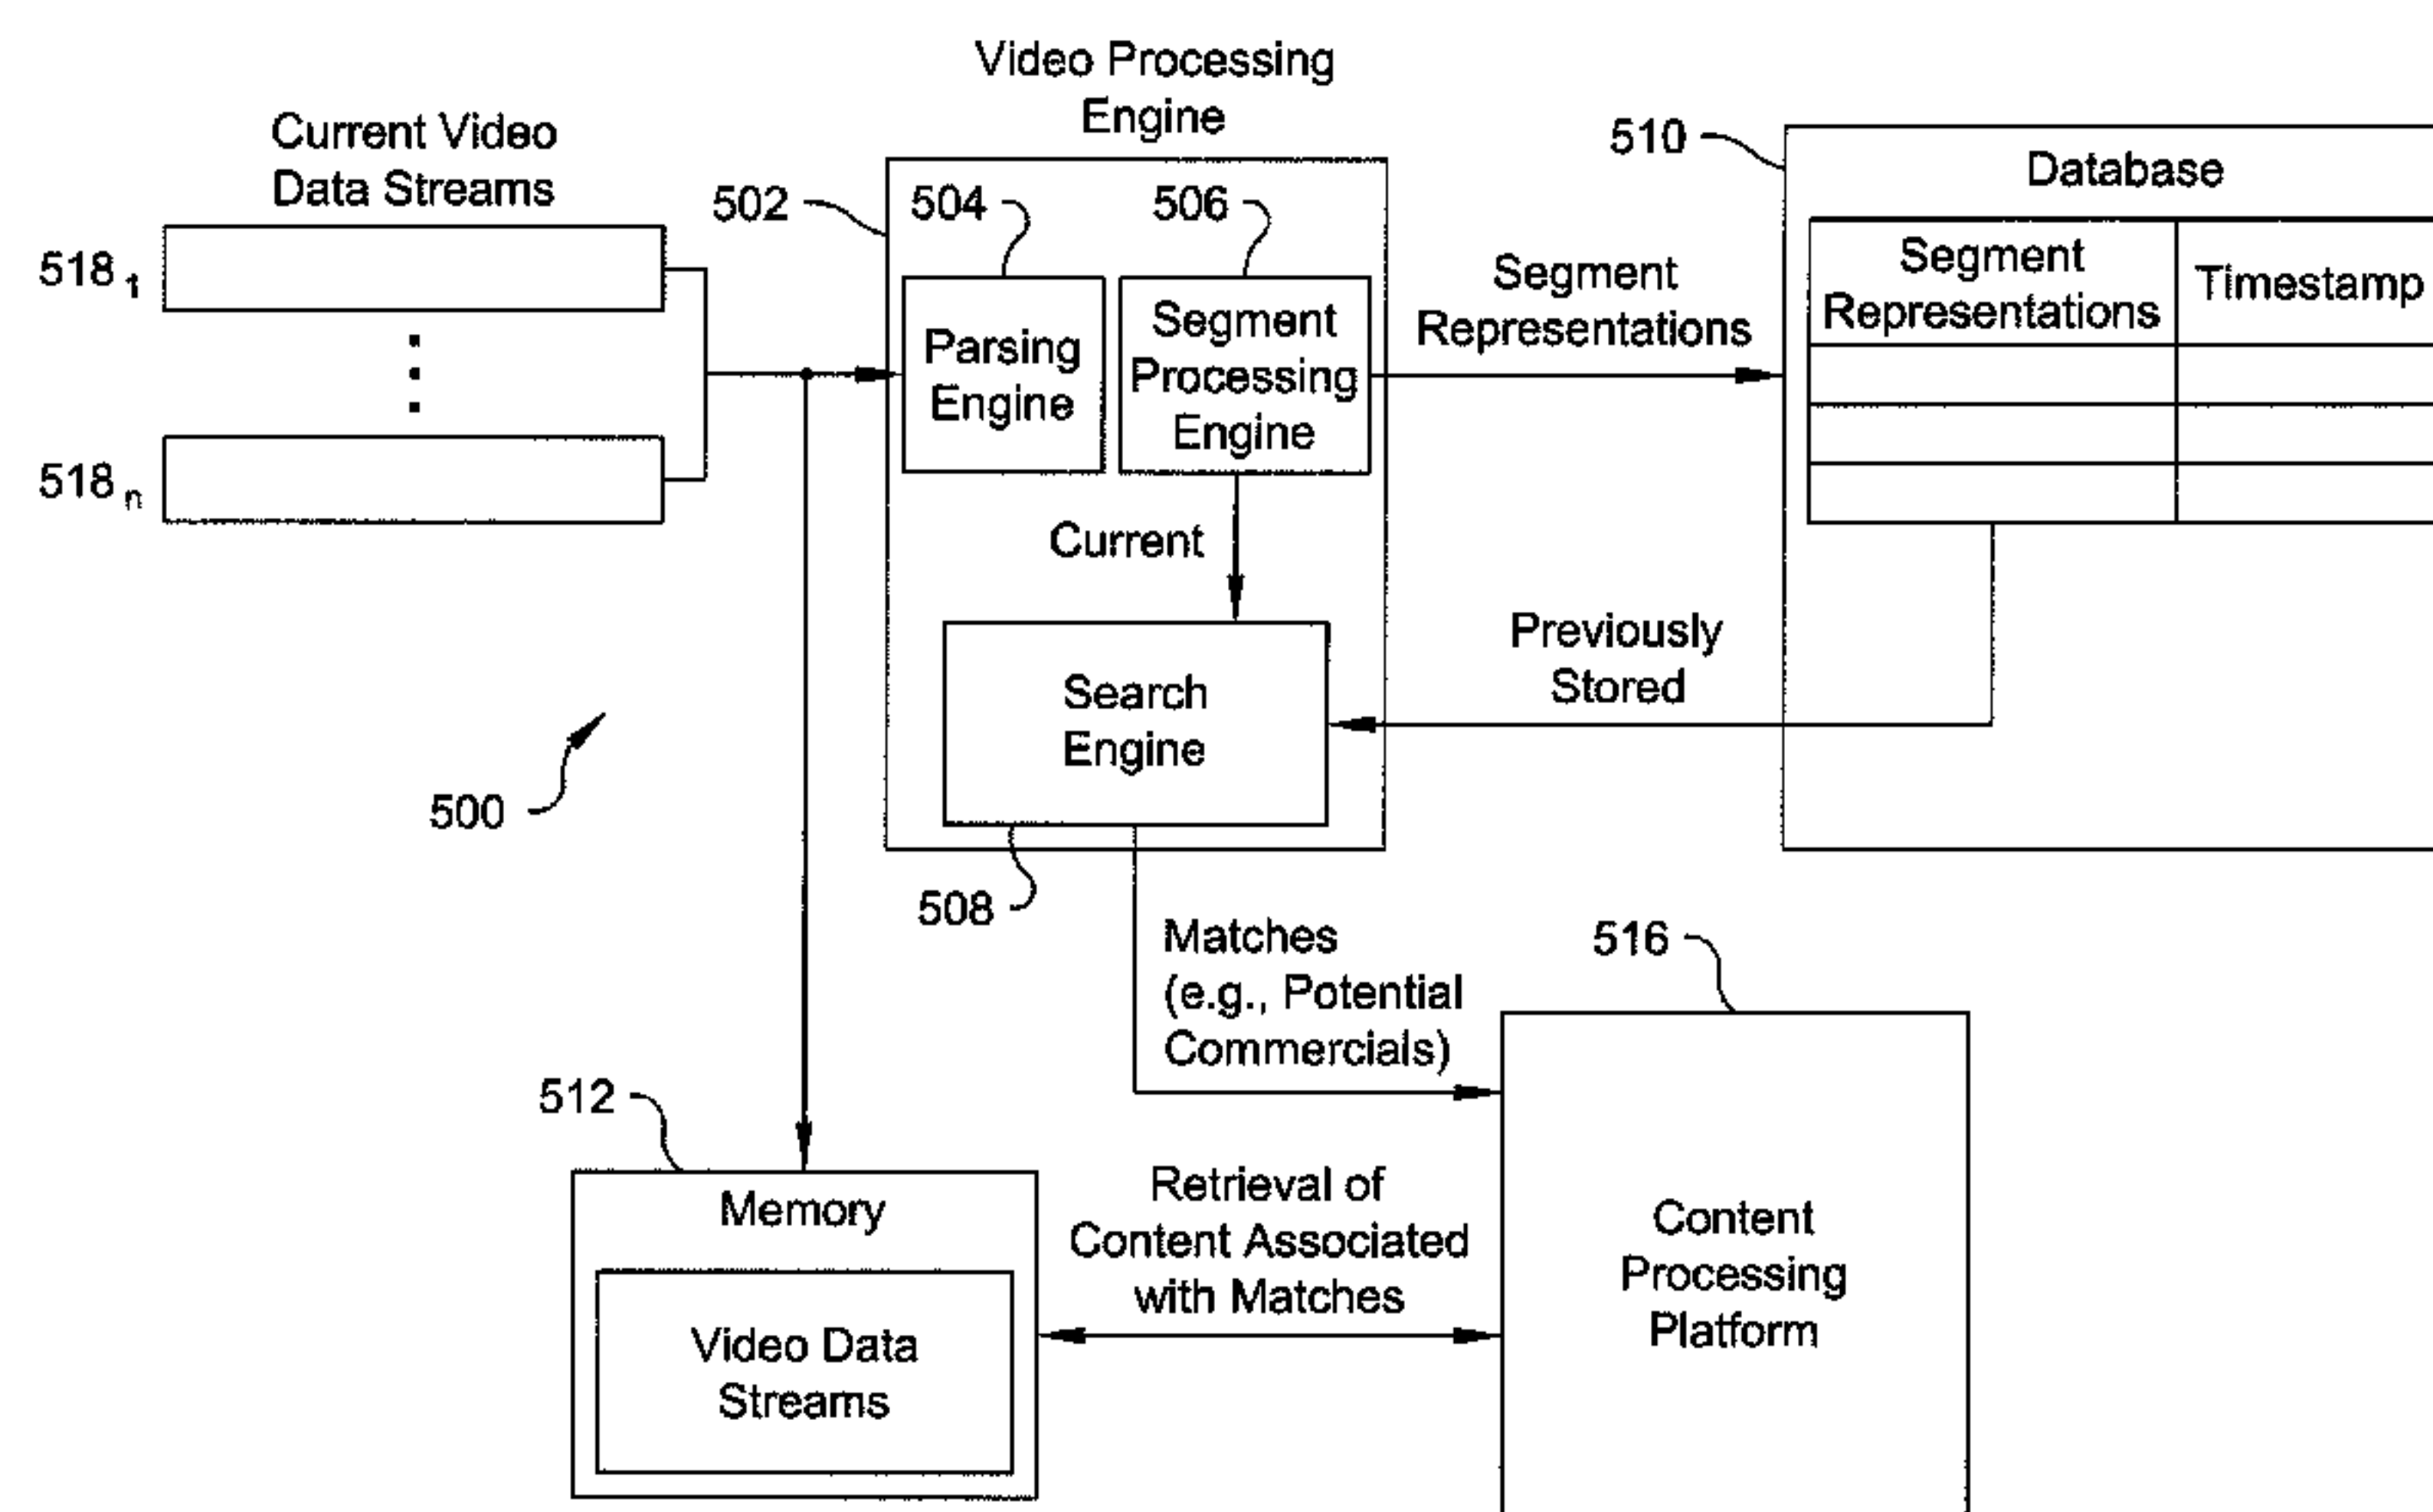 Video Processing
Engine
Current Video
Data Streams
518 1
518 n
502
504
506
Parsing
Engine
Segment
Processing
Engine
Segment
Representations
510
Database
Segment
Representations
Timestamp
Current
Search
Engine
Previously
Stored
500
508
Matches
(e.g., Potential
Commercials)
516
512
Memory
Video Data
Streams
Retrieval of
Content Associated
with Matches
Content
Processing
Platform